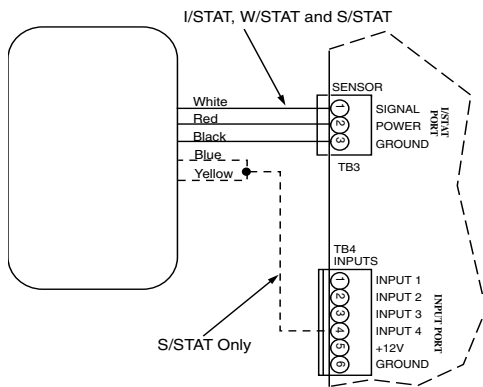 I/STAT, W/STAT and S/STAT
SENSOR
White
Red
Black
Blue
Yellow
1
2
3
SIGNAL
POWER
GROUND
I/STAT
PORT
TB3
TB4
INPUTS
1
2
3
4
5
6
INPUT 1
INPUT 2
INPUT 3
INPUT 4
+12V
GROUND
INPUT PORT
S/STAT Only